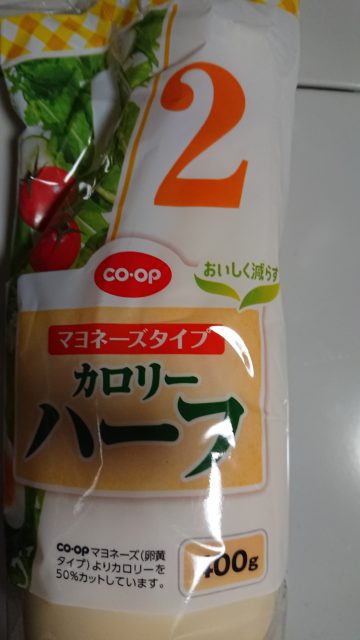 2
CO·OP
おいしく減らす
マヨネーズタイプ
カロリー
ハーフ
CO·OP マヨネーズ(卵黄
タイプ)よりカロリーを
50%カットしています。
400g